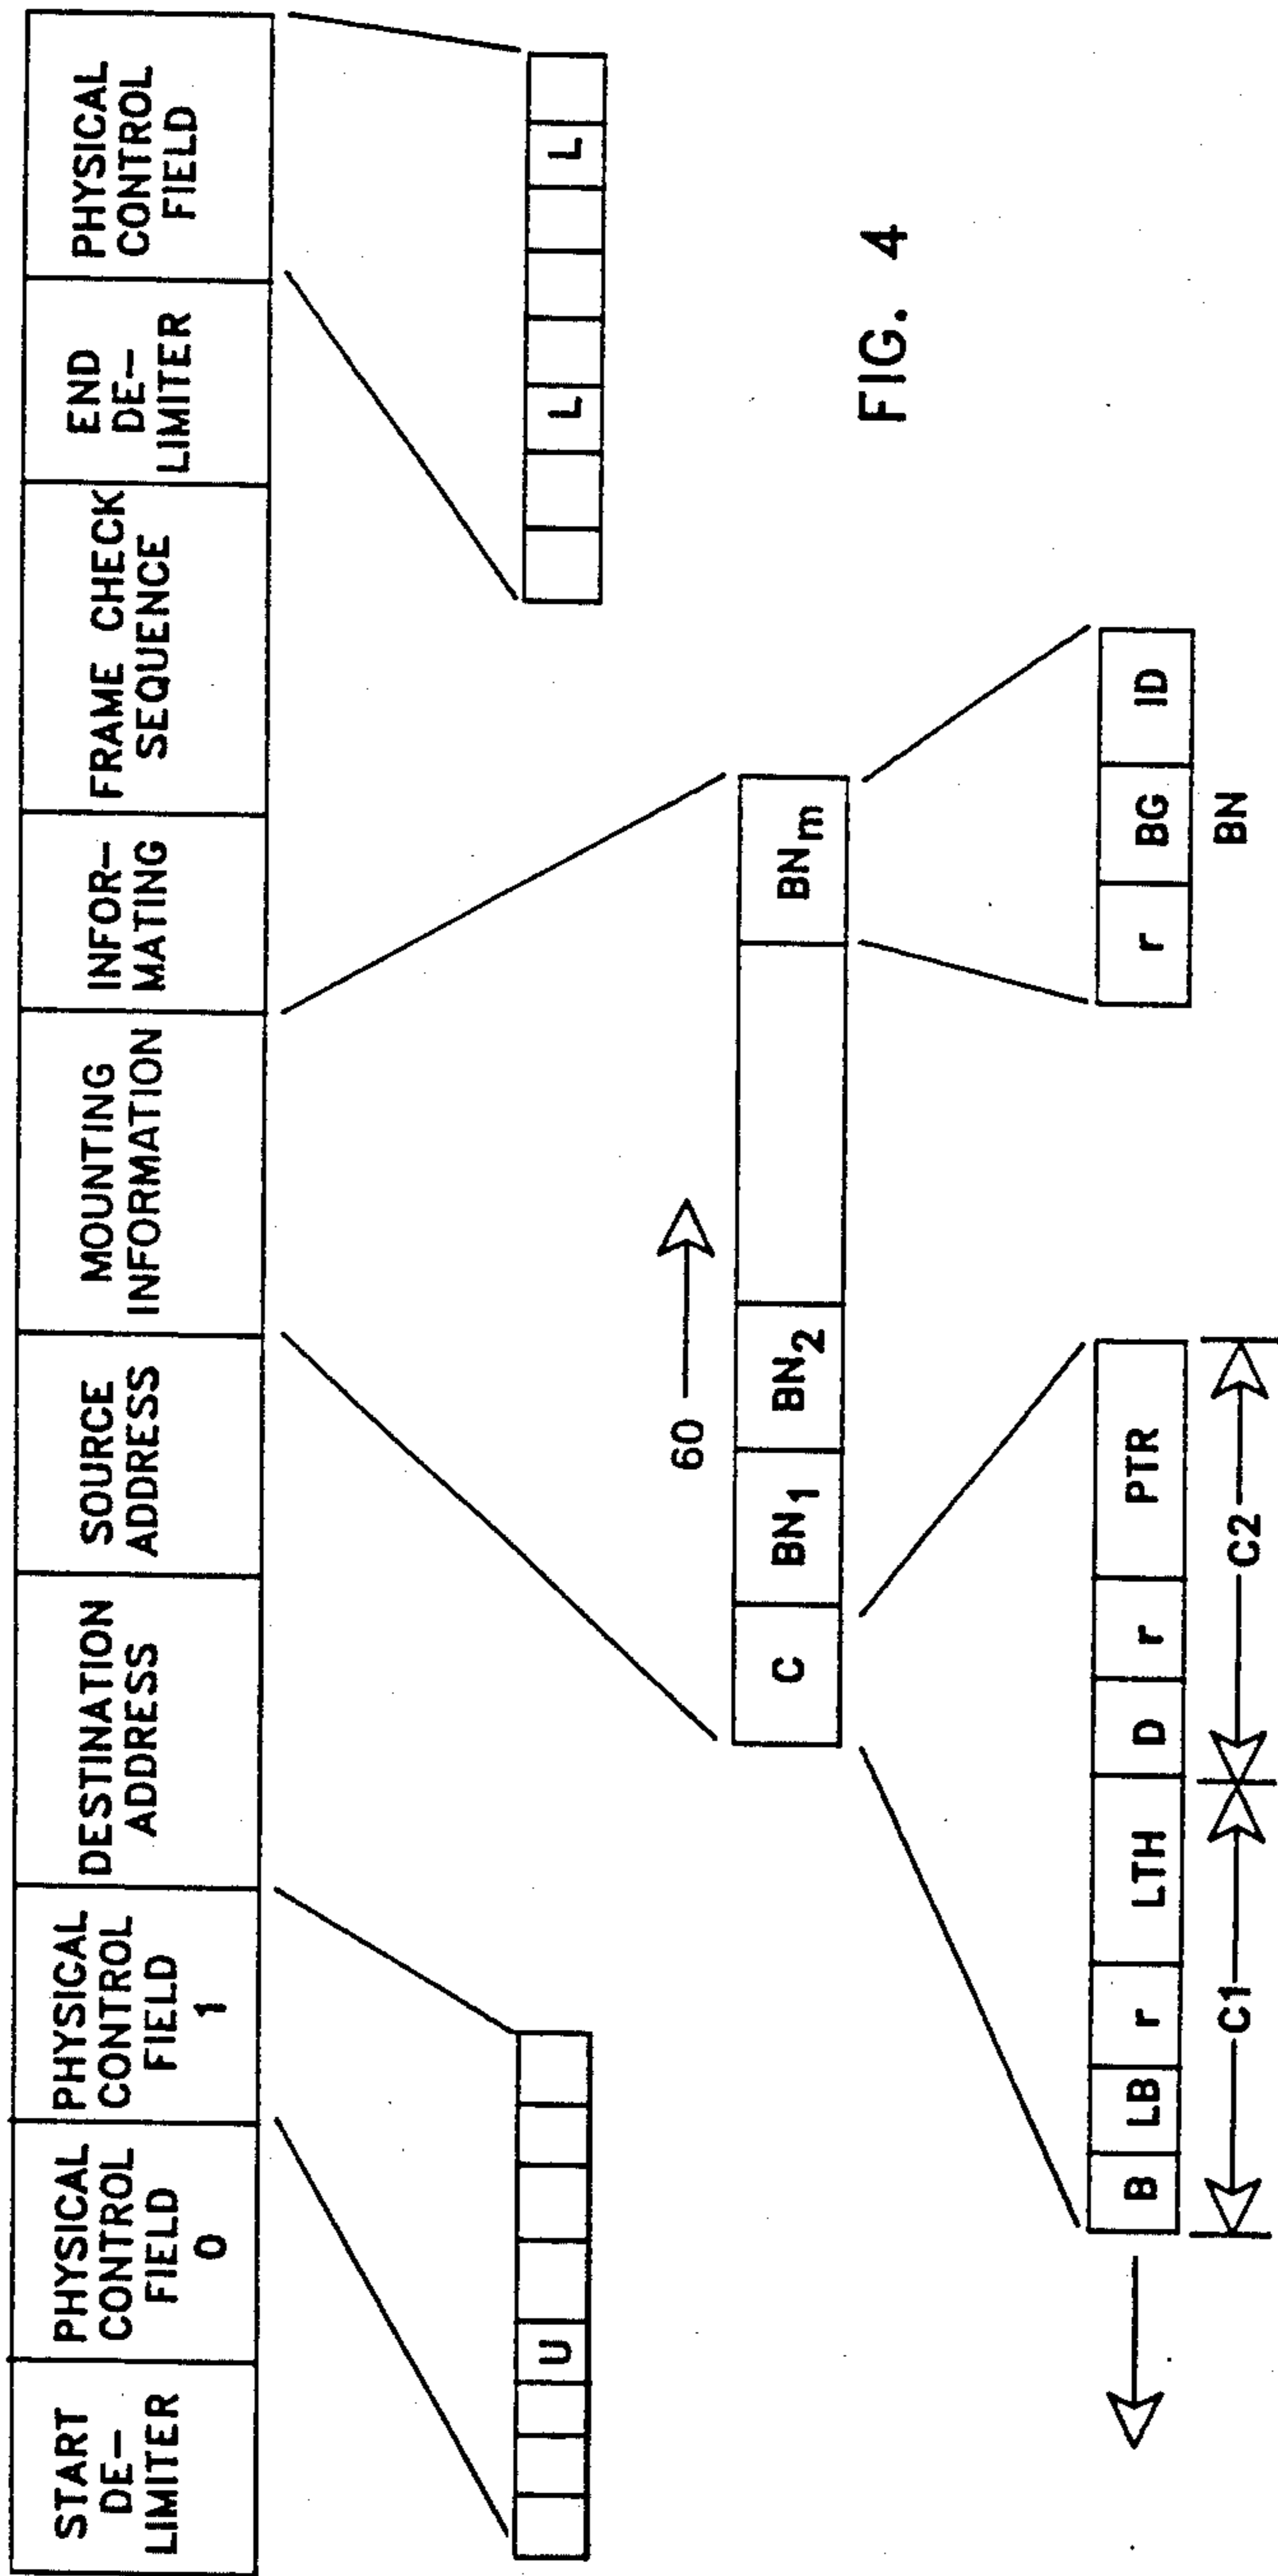 START
DE-
LIMITER
PHYSICAL
CONTROL
FIELD
0
PHYSICAL
CONTROL
FIELD
1
DESTINATION
ADDRESS
SOURCE
ADDRESS
MOUNTING
INFORMATION
INFOR-
MATING
FRAME CHECK
SEQUENCE
END
DE-
LIMITER
PHYSICAL
CONTROL
FIELD
U
L
L
60
C
BN1
BN2
BNm
FIG. 4
B
LB
r
LTH
D
r
PTR
C1
C2
r
BG
ID
BN